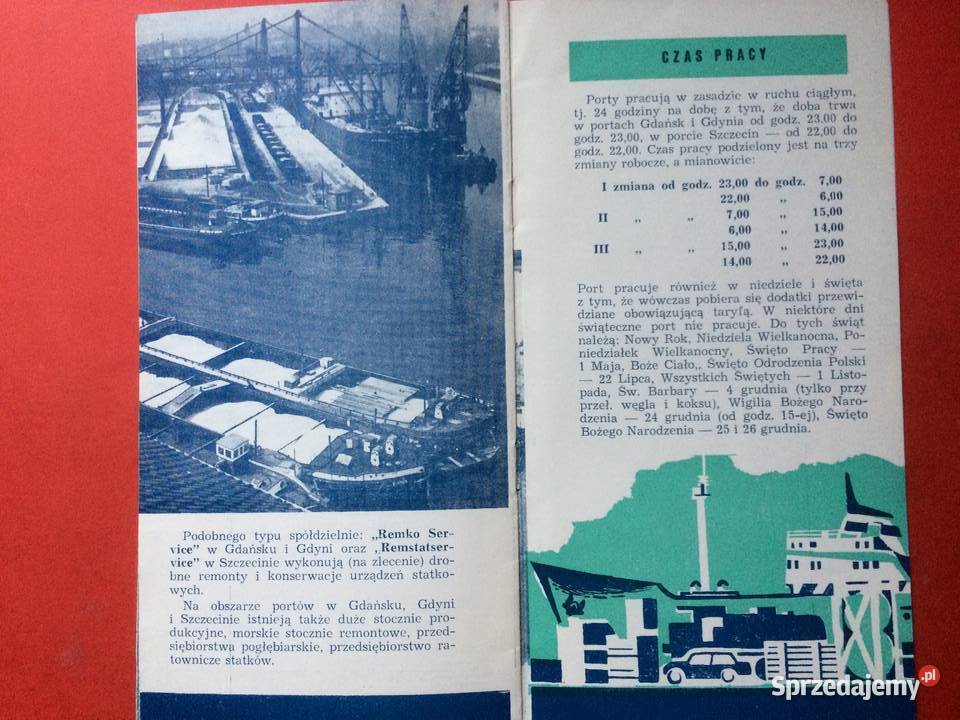 Podobnego typu spółdzielnie: „Remko Ser-
vice" w Gdańsku i Gdyni oraz „Remstatser-
vice" w Szczecinie wykonują (na zlecenie) dro-
bne remonty i konserwacje urządzeń statko-
wych.
Na obszarze portów w Gdańsku, Gdyni
i Szczecinie istnieją także duże stocznie pro-
dukcyjne, morskie stocznie remontowe, przed-
siębiorstwa pogłębiarskie, przedsiębiorstwo ra-
townicze statków.
CZAS PRACY
Porty pracują w zasadzie w ruchu ciągłym,
tj. 24 godziny na dobę z tym, że doba trwa
w portach Gdańsk i Gdynia od godz. 23.00 do
godz. 23,00, w porcie Szczecin — od 22,00 do
godz. 22,00. Czas pracy podzielony jest na trzy
zmiany robocze, a mianowicie:
I zmiana od godz. 23,00 do godz. 7,00
22,00 „ 6,00
II „ „ 7,00 „ 15,00
6,00 „ 14,00
III „ „ 15,00 „ 23,00
14,00 „ 22,00
Port pracuje również w niedziele i święta
z tym, że wówczas pobiera się dodatki przewi-
dziane obowiązującą taryfą. W niektóre dni
świąteczne port nie pracuje. Do tych świąt
należą: Nowy Rok, Niedziela Wielkanocna, Po-
niedziałek Wielkanocny, Święto Pracy —
1 Maja, Boże Ciało,, Święto Odrodzenia Polski
— 22 Lipca, Wszystkich Świętych — 1 Listo-
pada, Św. Barbary — 4 grudnia (tylko przy
przeł. węgla i koksu), Wigilia Bożego Naro-
dzenia — 24 grudnia (od godz. 15-ej), Święto
Bożego Narodzenia — 25 i 26 grudnia.
Sprzedajemy.pl